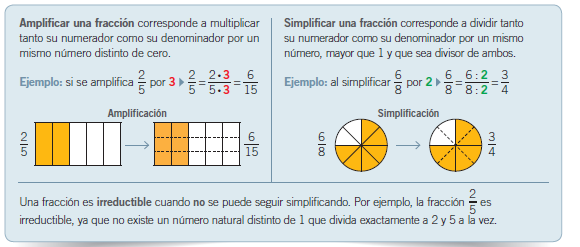 Amplificar una fracción corresponde a multiplicar
tanto su numerador como su denominador por un
mismo número distinto de cero.
Ejemplo: si se amplifica 2/5 por 3 ▸ 2/5 = 2 • 3/5 • 3 = 6/15
Amplificación
2/5 → 6/15
Simplificar una fracción corresponde a dividir tanto
su numerador como su denominador por un mismo
número, mayor que 1 y que sea divisor de ambos.
Ejemplo: al simplificar 6/8 por 2 ▸ 6/8 = 6 : 2/8 : 2 = 3/4
Simplificación
6/8 → 3/4
Una fracción es irreductible cuando no se puede seguir simplificando. Por ejemplo, la fracción 2/5 es
irreductible, ya que no existe un número natural distinto de 1 que divida exactamente a 2 y 5 a la vez.